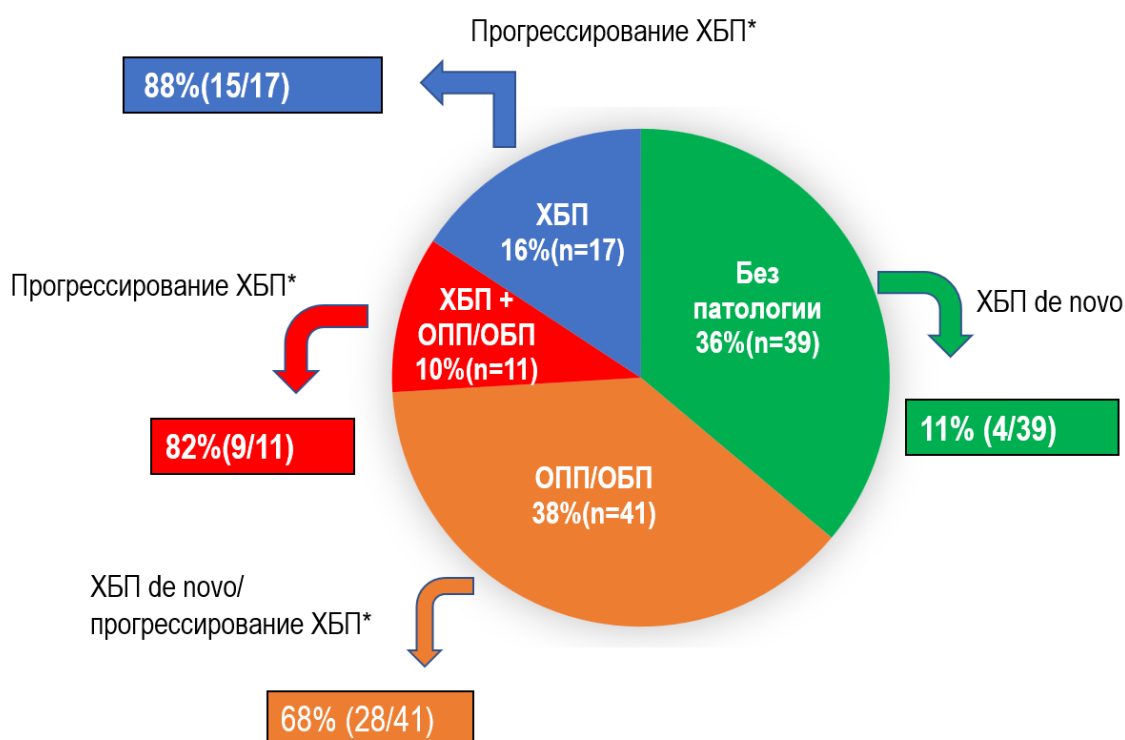 Прогрессирование ХБП*
88%(15/17)
ХБП
16%(n=17)
Без
патологии
36%(n=39)
Прогрессирование ХБП*
ХБП +
ОПП/ОБП
10%(n=11)
ХБП de novo
82%(9/11)
11% (4/39)
ОПП/ОБП
38%(n=41)
ХБП de novo/
прогрессирование ХБП*
68% (28/41)